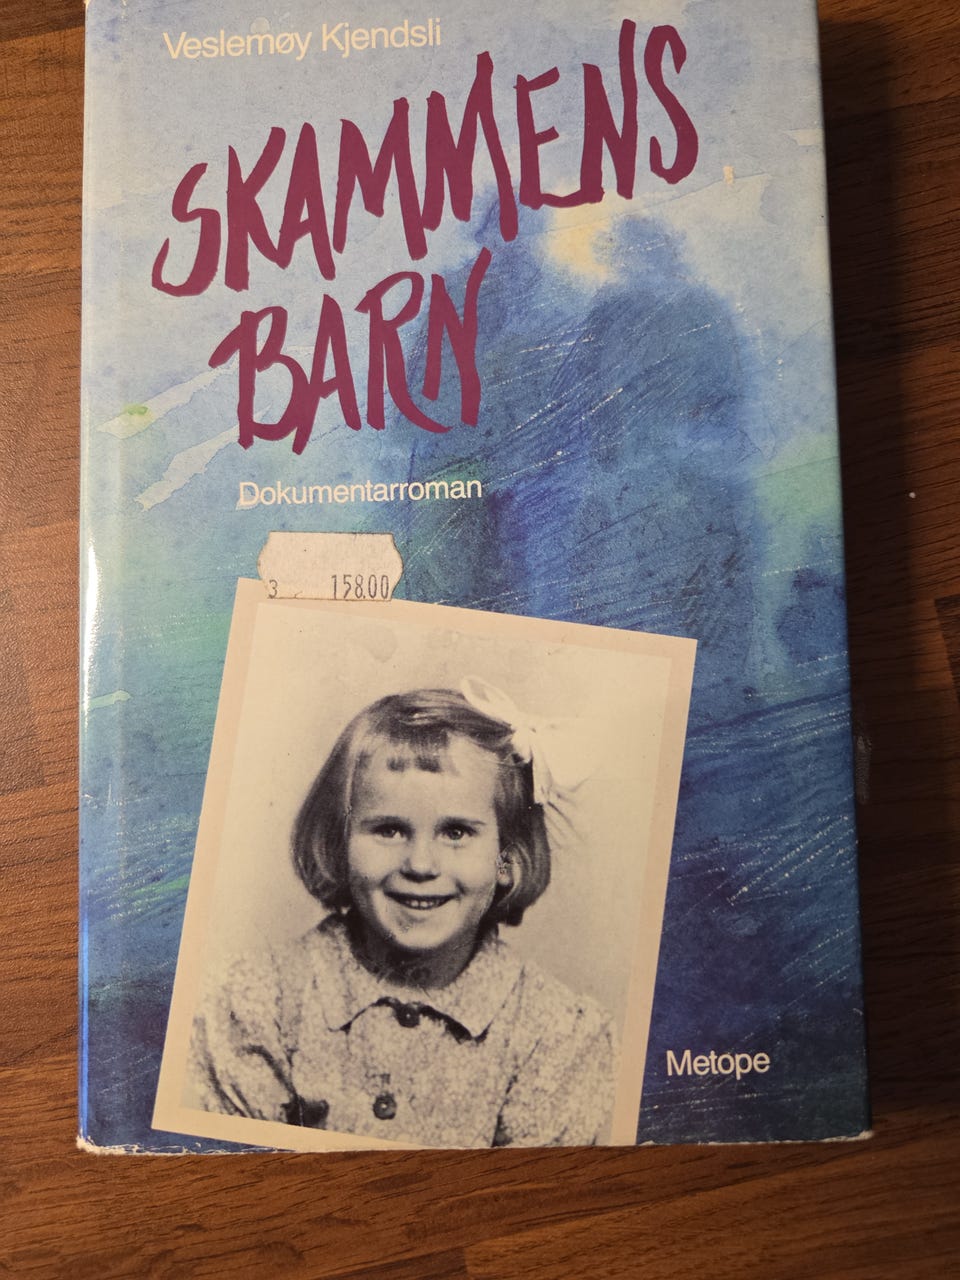 Veslemøy Kjendsli
SKAMMENS
BARN
Dokumentarroman
3 158.00
Metope